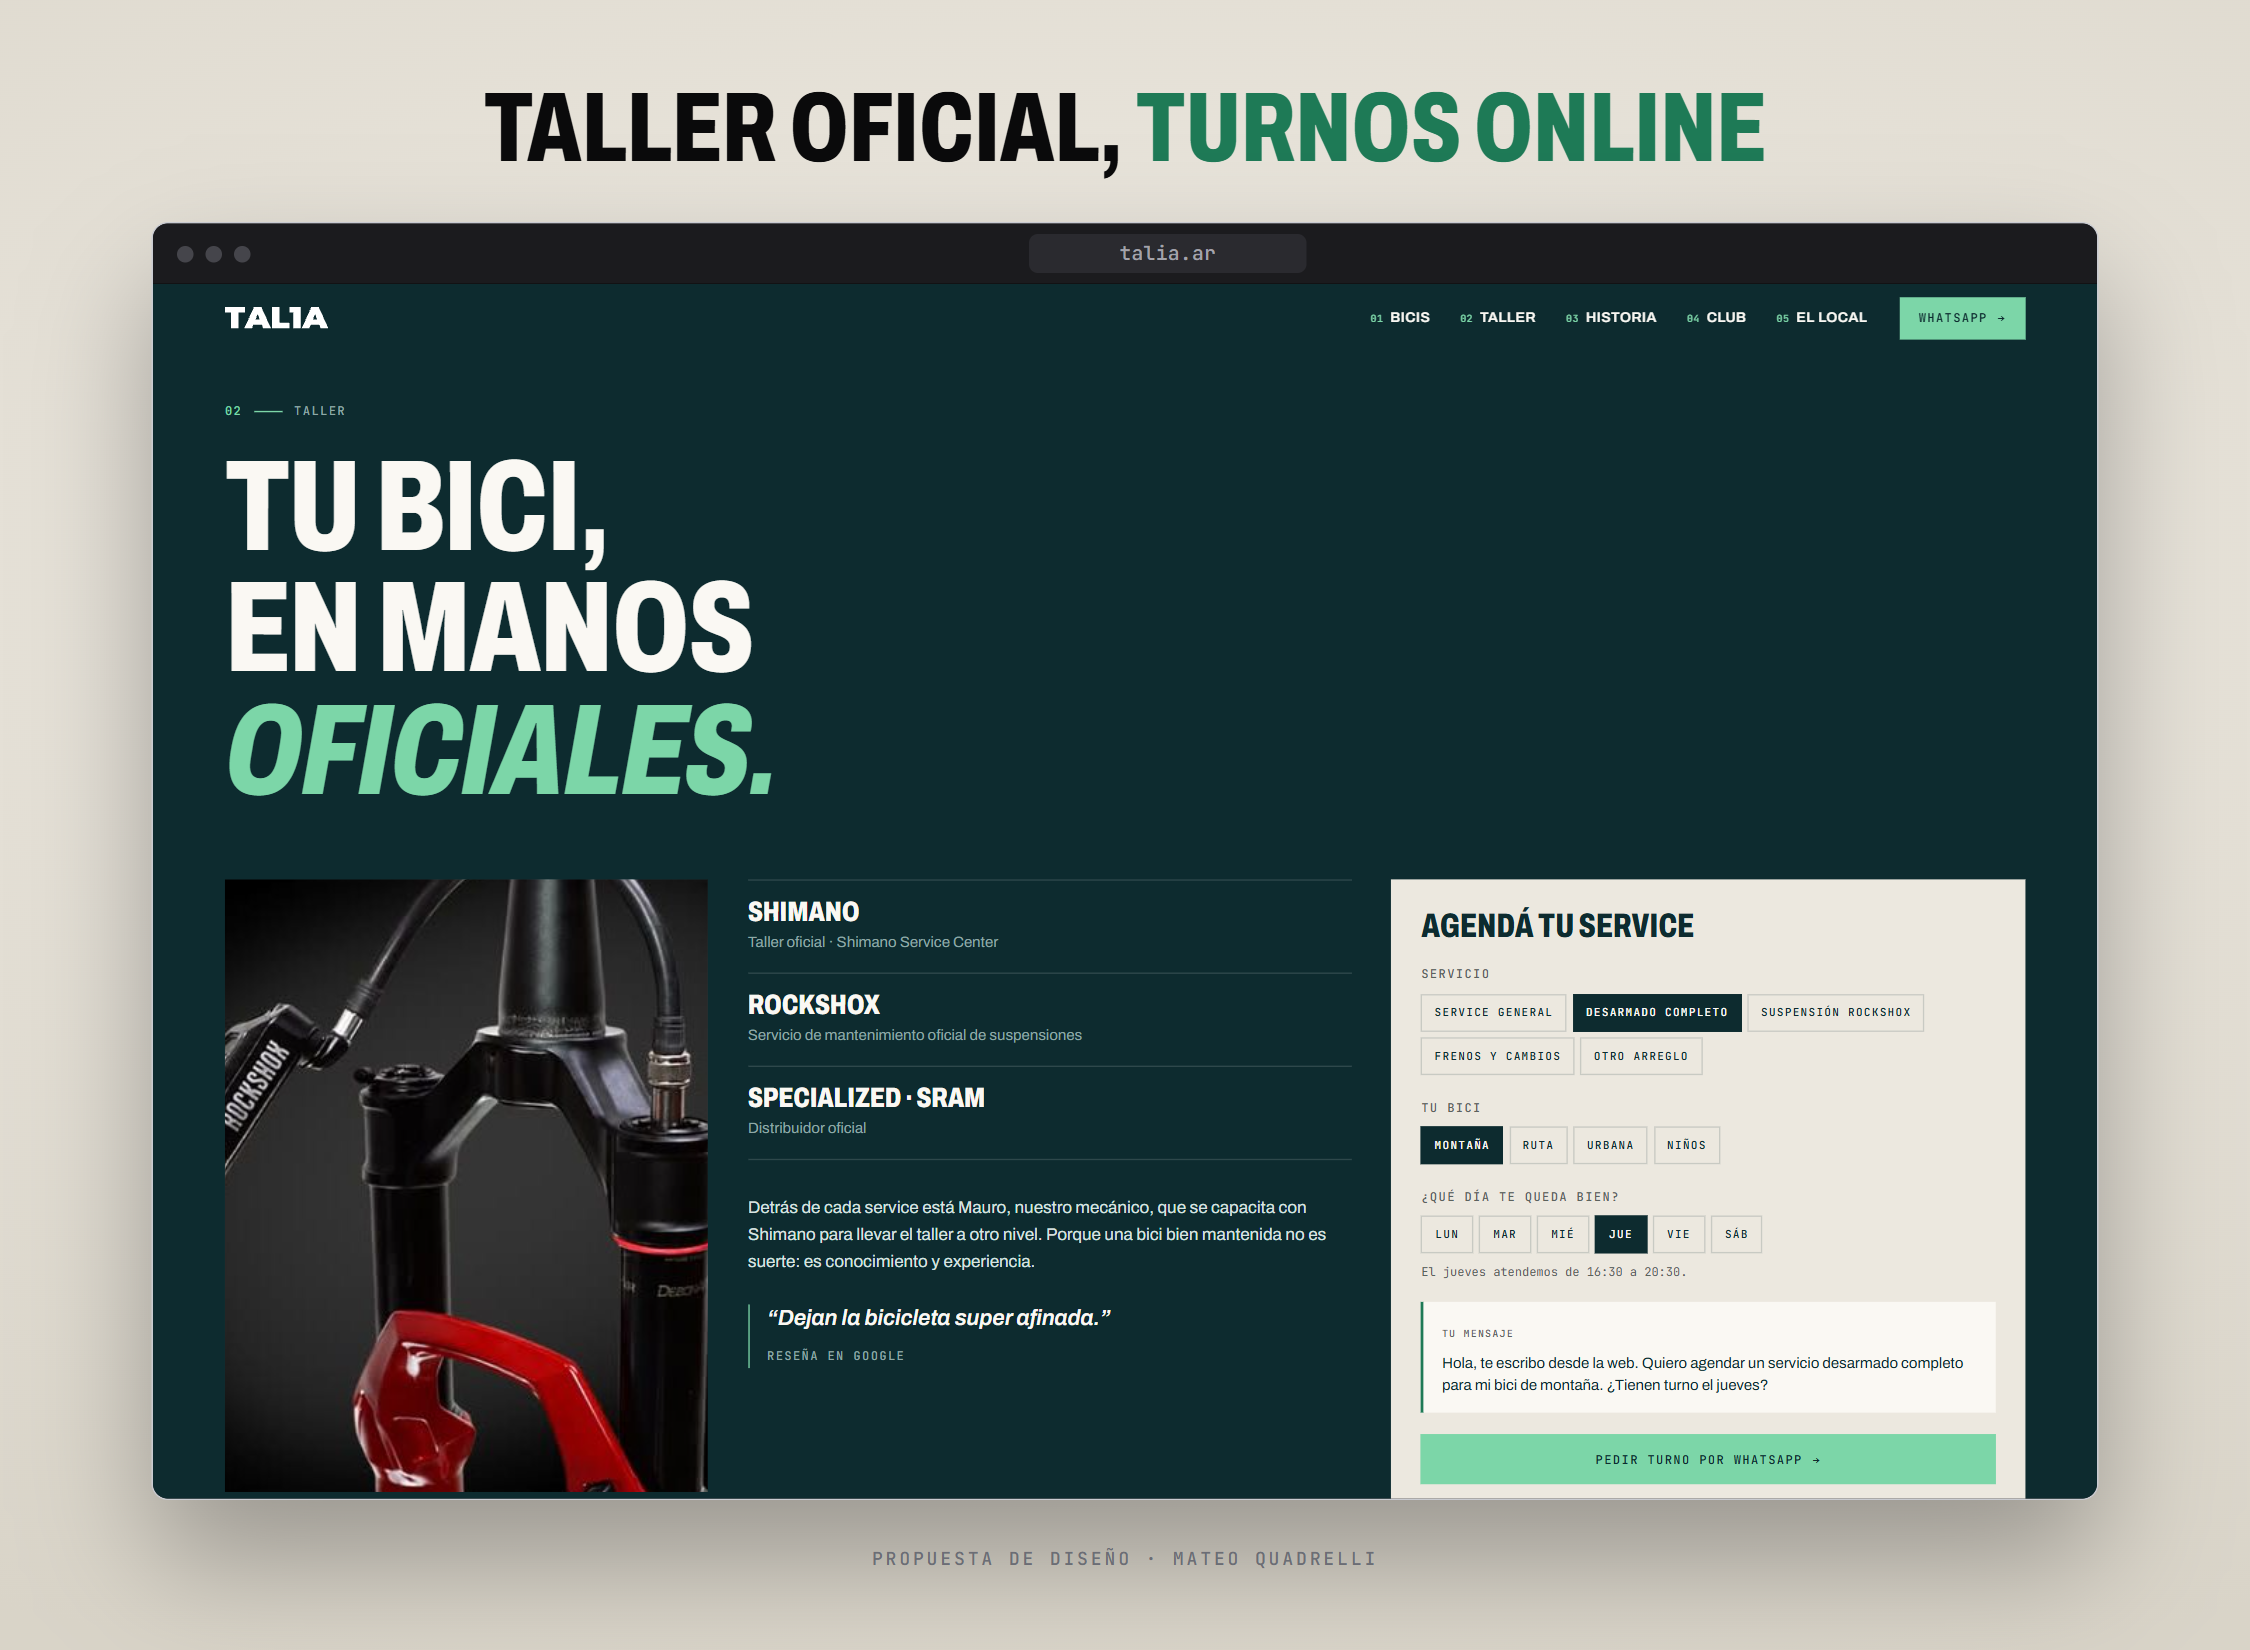 TALLER OFICIAL, TURNOS ONLINE
talia.ar
TALIA
01 BICIS 02 TALLER 03 HISTORIA 04 CLUB 05 EL LOCAL WHATSAPP →
02 — TALLER
TU BICI,
EN MANOS
OFICIALES.
ROCKSHOX
SHIMANO
Taller oficial · Shimano Service Center
ROCKSHOX
Servicio de mantenimiento oficial de suspensiones
SPECIALIZED · SRAM
Distribuidor oficial
Detrás de cada service está Mauro, nuestro mecánico, que se capacita con
Shimano para llevar el taller a otro nivel. Porque una bici bien mantenida no es
suerte: es conocimiento y experiencia.
“Dejan la bicicleta super afinada.”
RESEÑA EN GOOGLE
AGENDÁ TU SERVICE
SERVICIO
SERVICE GENERAL DESARMADO COMPLETO SUSPENSIÓN ROCKSHOX
FRENOS Y CAMBIOS OTRO ARREGLO
TU BICI
MONTAÑA RUTA URBANA NIÑOS
¿QUÉ DÍA TE QUEDA BIEN?
LUN MAR MIÉ JUE VIE SÁB
El jueves atendemos de 16:30 a 20:30.
TU MENSAJE
Hola, te escribo desde la web. Quiero agendar un servicio desarmado completo
para mi bici de montaña. ¿Tienen turno el jueves?
PEDIR TURNO POR WHATSAPP →
PROPUESTA DE DISEÑO · MATEO QUADRELLI